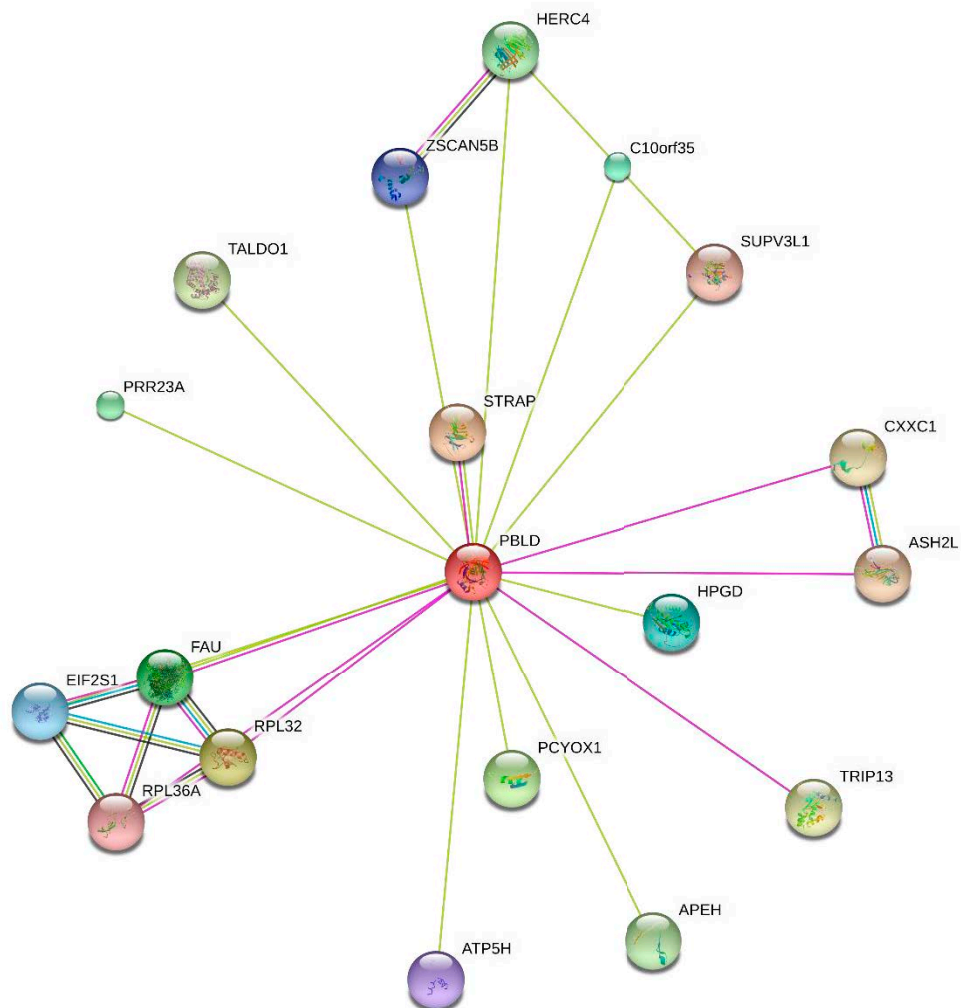 HERC4
ZSCAN5B
C10orf35
SUPV3L1
TALDO1
PRR23A
STRAP
CXXC1
PBLD
ASH2L
HPGD
FAU
EIF2S1
RPL32
PCYOX1
RPL36A
TRIP13
APEH
ATP5H